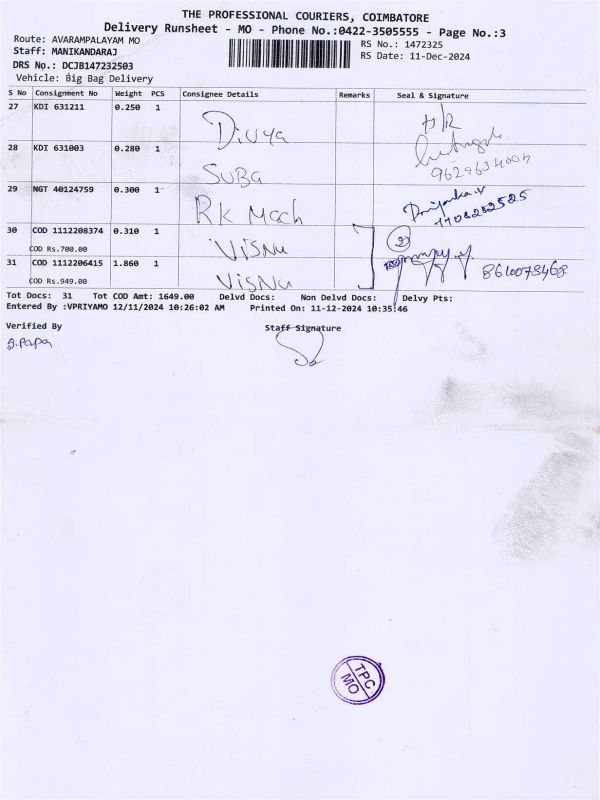 THE PROFESSIONAL COURIERS, COIMBATORE
Delivery Runsheet - MO - Phone No.:0422-3505555 - Page No.:3
Route: AVARAMPALAYAM MO RS No.: 1472325
Staff: MANIKANDARAJ RS Date: 11-Dec-2024
DRS No.: DCJB147232503
Vehicle: Big Bag Delivery
S No Consignment No Weight PCS Consignee Details Remarks Seal & Signature
27 KDI 631211 0.250 1 Divya H/R
28 KDI 631003 0.280 1 SUBA
29 NGT 40124759 0.300 1 RK Mach Priyanka.v
30 COD 1112208374 0.310 1 VISNU 2
COD Rs.700.00
31 COD 1112206415 1.860 1 VISNU
COD Rs.949.00
Tot Docs: 31 Tot COD Amt: 1649.00 Delvd Docs: Non Delvd Docs: Delvy Pts:
Entered By :VPRIYAMO 12/11/2024 10:26:02 AM Printed On: 11-12-2024 10:35:46
Verified By Staff Signature
g.papa
TPC
MO